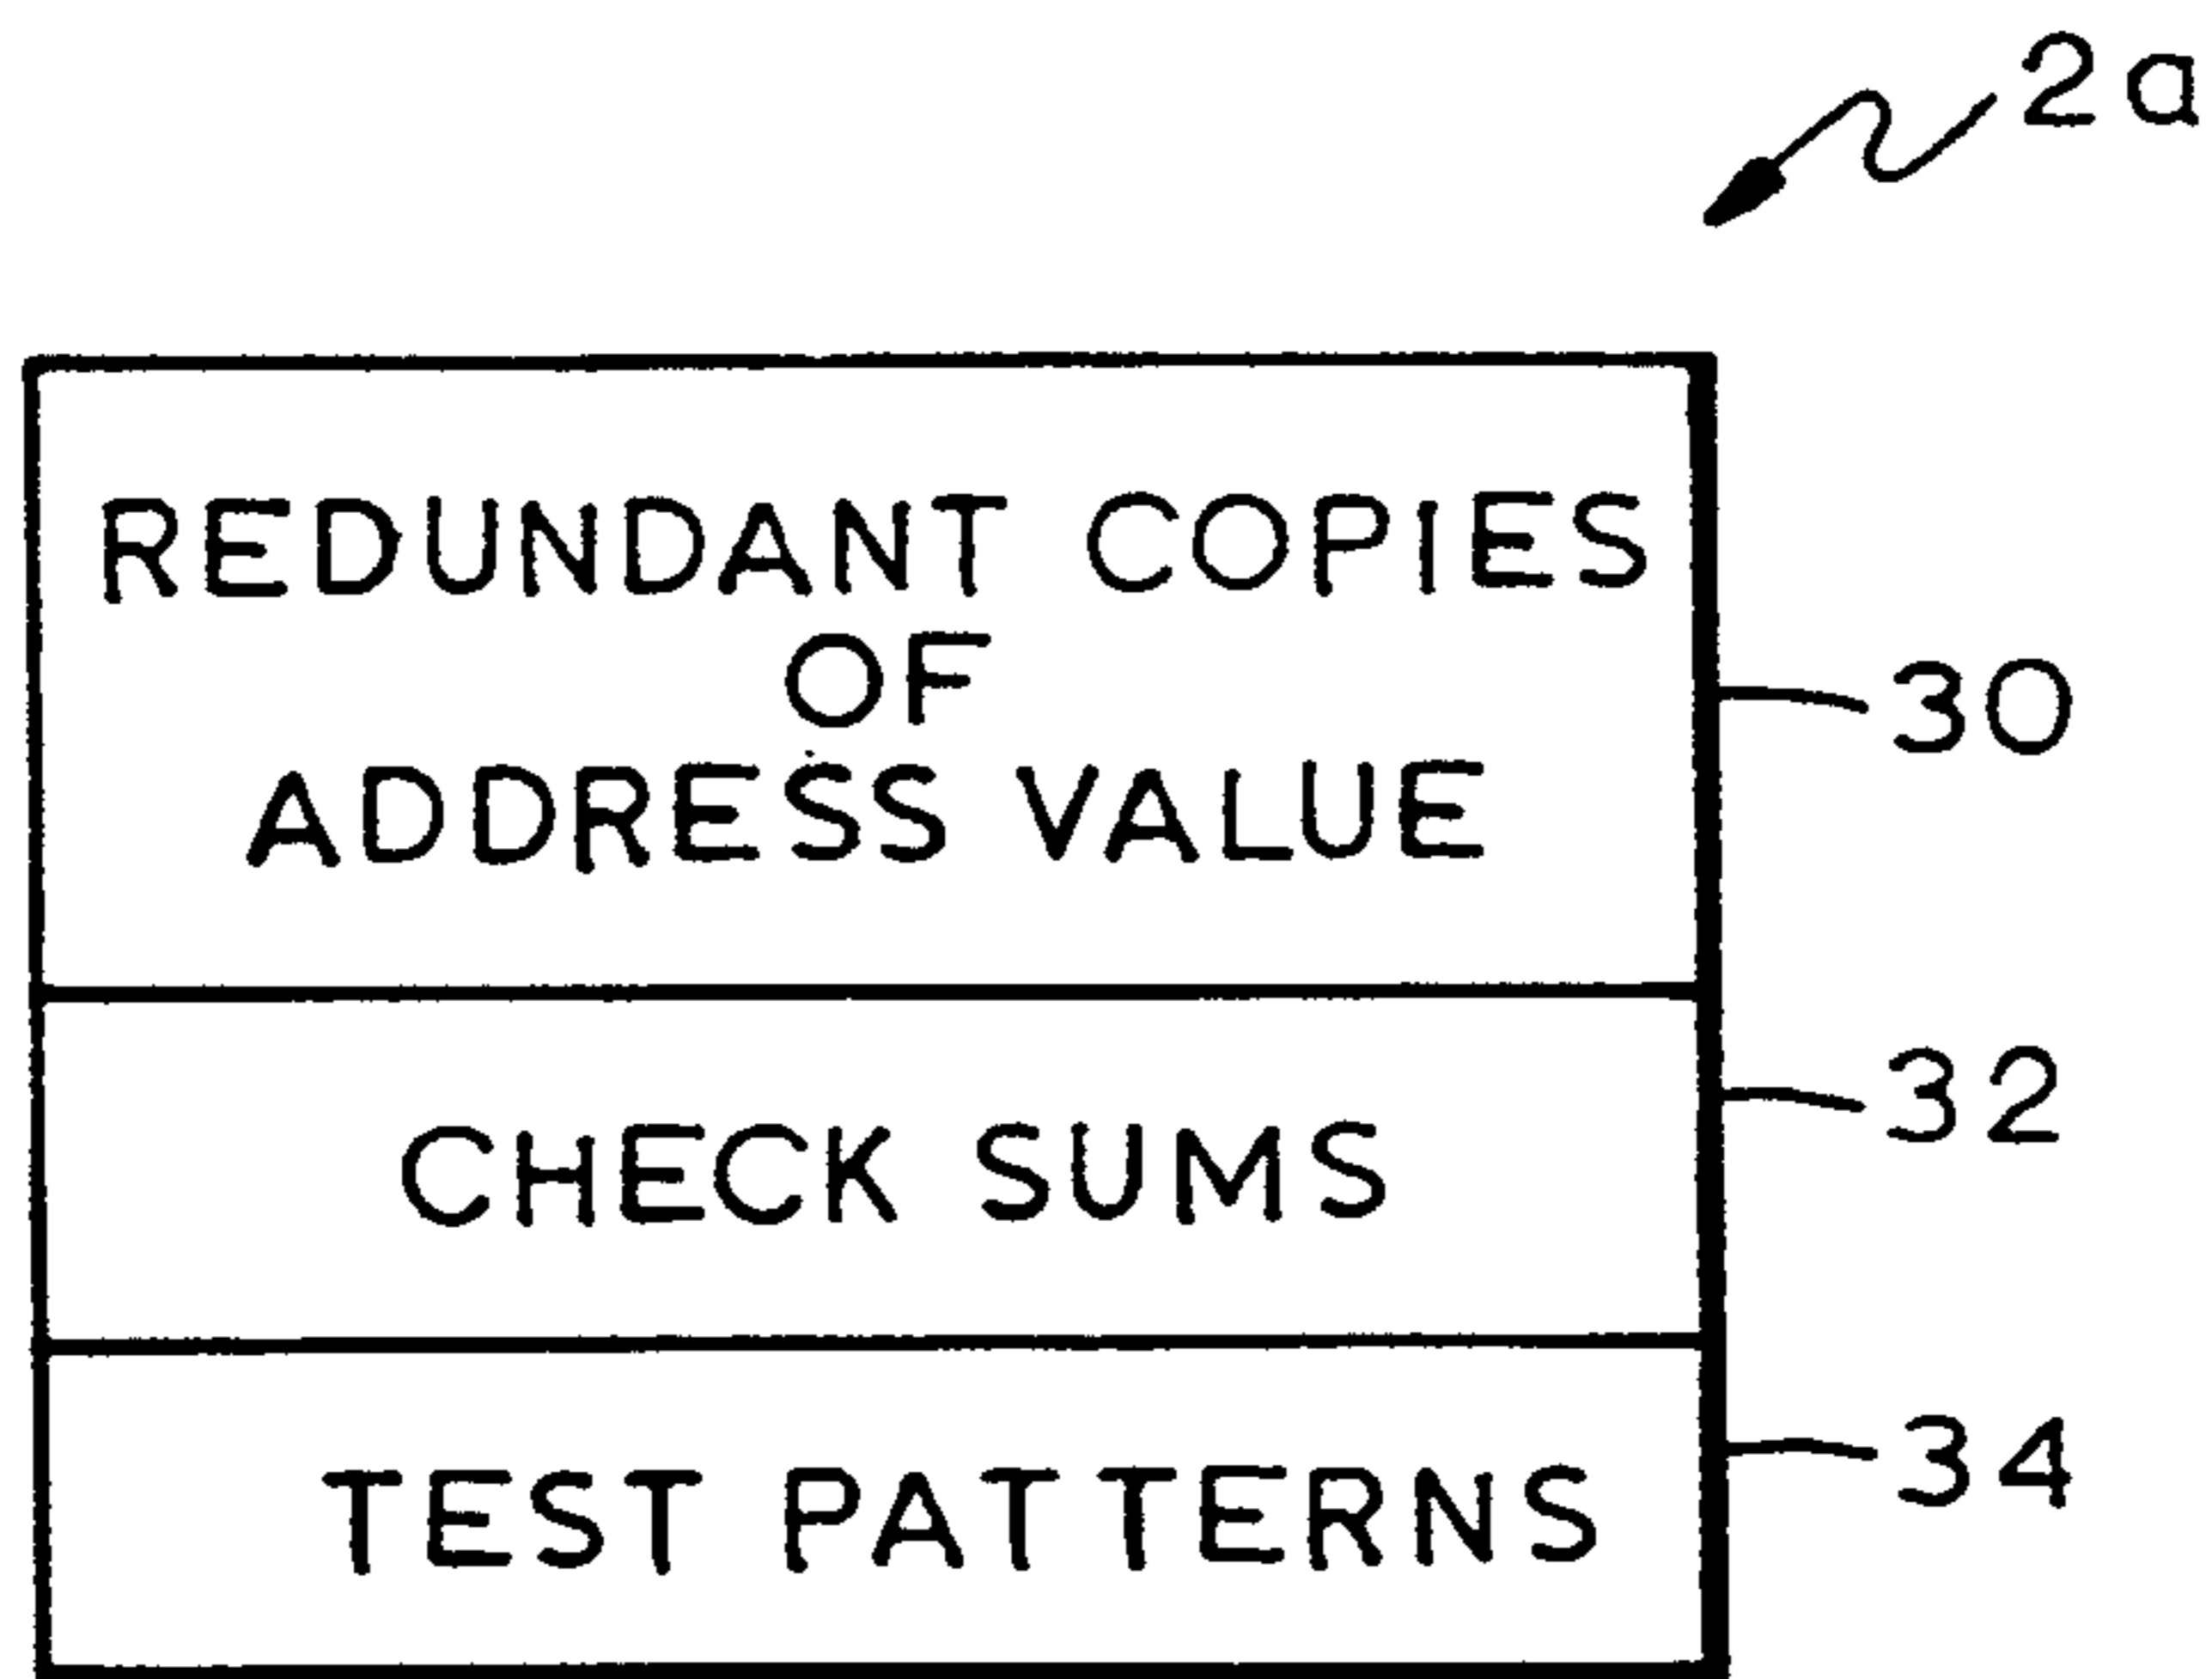 2a
REDUNDANT COPIES
OF
ADDRESS VALUE
30
CHECK SUMS
32
TEST PATTERNS
34